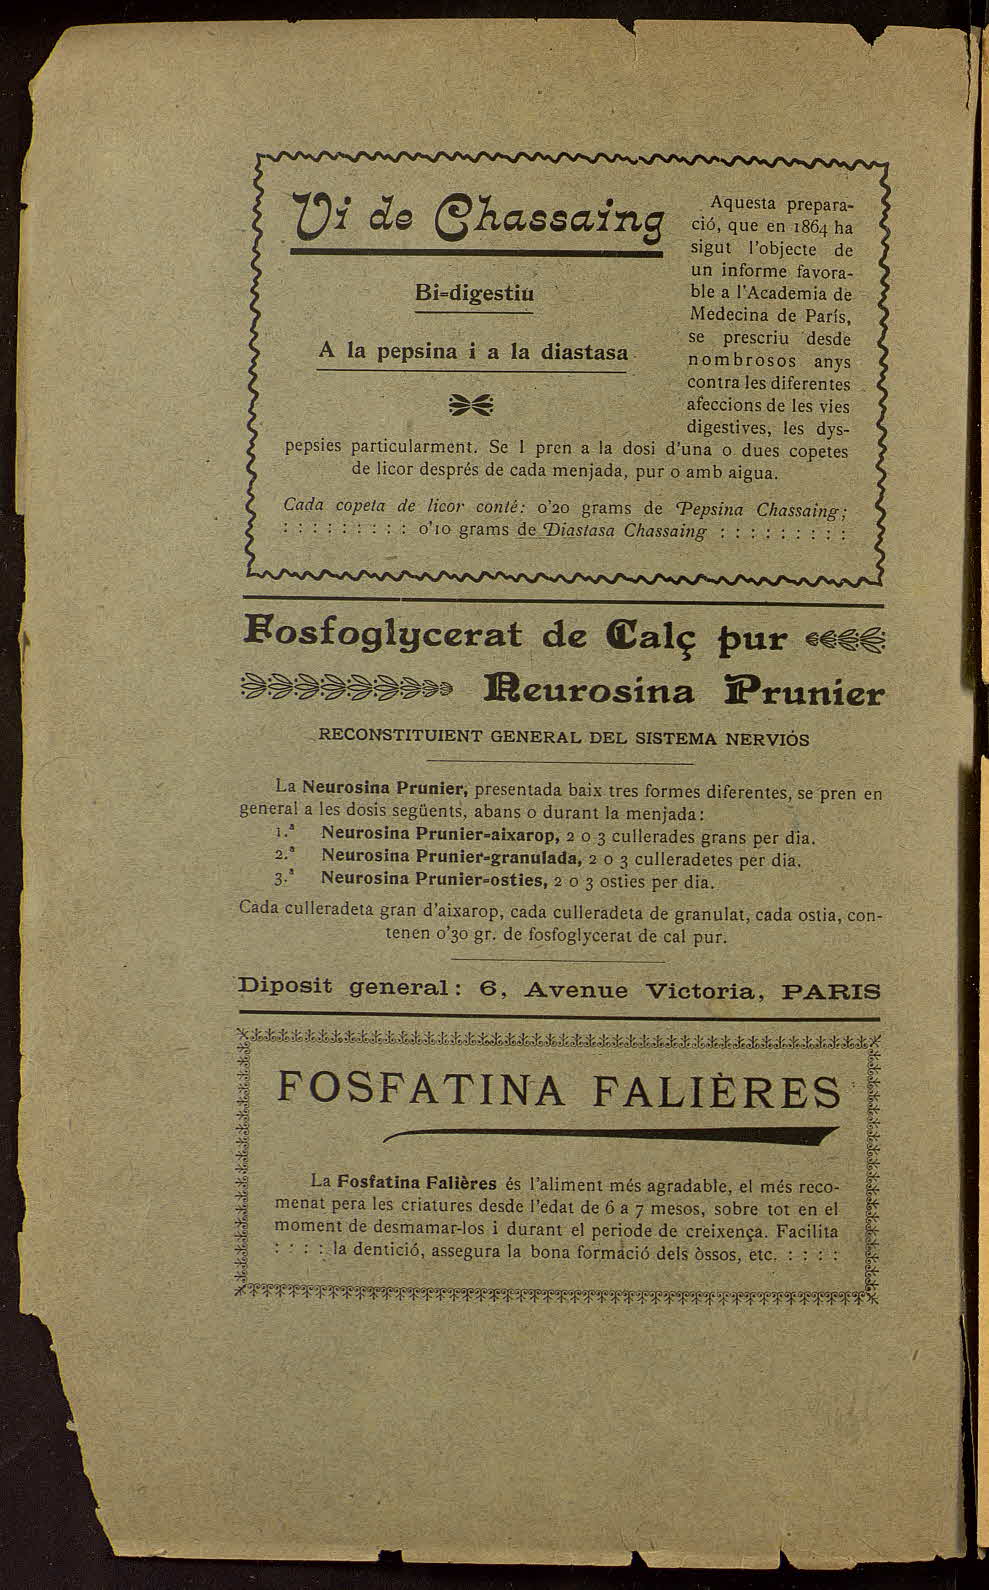 Vi de Chassaing
Bi-digestiu
A la pepsina i a la diastasa
Aquesta prepara-
ció, que en 1864 ha
sigut l'objecte de
un informe favora-
ble a l'Academia de
Medecina de París,
se prescriu desde
nombrosos anys
contra les diferentes
afeccions de les vies
digestives, les dys-
pepsies particularment. Se l pren a la dosi d'una o dues copetes
de licor després de cada menjada, pur o amb aigua.
Cada copeta de licor conté: o'20 grams de Pepsina Chassaing;
: : : : : : : : : o'10 grams de Diastasa Chassaing : : : : : : : : :
Fosfoglycerat de Calç pur
Neurosina Prunier
RECONSTITUIENT GENERAL DEL SISTEMA NERVIÓS
La Neurosina Prunier, presentada baix tres formes diferentes, se pren en
general a les dosis següents, abans o durant la menjada:
1.ª Neurosina Prunier-aixarop, 2 o 3 cullerades grans per dia.
2.ª Neurosina Prunier-granulada, 2 o 3 culleradetes per dia.
3.ª Neurosina Prunier-osties, 2 o 3 osties per dia.
Cada culleradeta gran d'aixarop, cada culleradeta de granulat, cada ostia, con-
tenen o'30 gr. de fosfoglycerat de cal pur.
Diposit general: 6, Avenue Victoria, PARIS
FOSFATINA FALIÈRES
La Fosfatina Falières és l'aliment més agradable, el més reco-
menat pera les criatures desde l'edat de 6 a 7 mesos, sobre tot en el
moment de desmamar-los i durant el periode de creixença. Facilita
: : : : la dentició, assegura la bona formació dels òssos, etc. : : : :